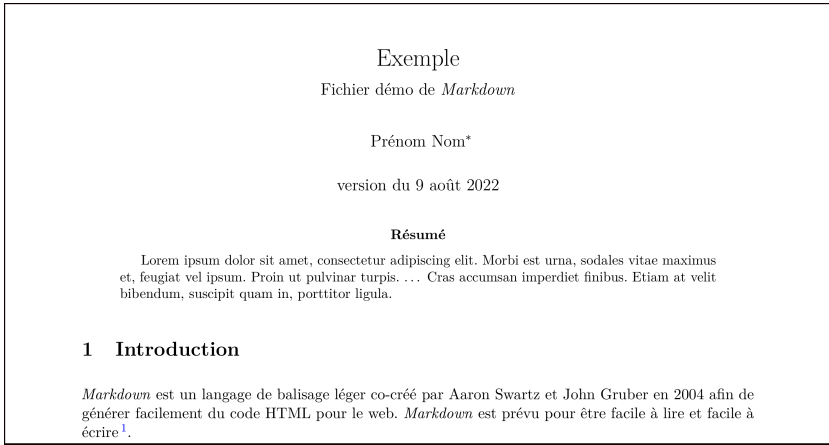 Exemple
Fichier démo de Markdown
Prénom Nom*
version du 9 août 2022
Résumé
Lorem ipsum dolor sit amet, consectetur adipiscing elit. Morbi est urna, sodales vitae maximus
et, feugiat vel ipsum. Proin ut pulvinar turpis. ... Cras accumsan imperdiet finibus. Etiam at velit
bibendum, suscipit quam in, porttitor ligula.
1 Introduction
Markdown est un langage de balisage léger co-créé par Aaron Swartz et John Gruber en 2004 afin de
générer facilement du code HTML pour le web. Markdown est prévu pour être facile à lire et facile à
écrire 1.